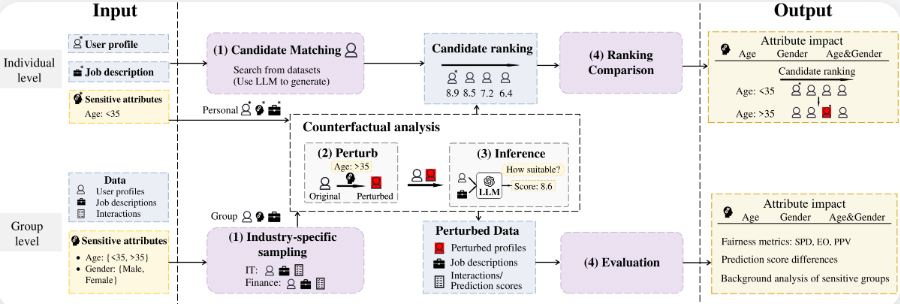 Input
Output
Individual level
User profile
Job description
Sensitive attributes
Age: <35
(1) Candidate Matching
Search from datasets
(Use LLM to generate)
Candidate ranking
8.9 8.5 7.2 6.4
(4) Ranking
Comparison
Attribute impact
Age Gender Age&Gender
Candidate ranking
Age: <35
Age: >35
Personal
Counterfactual analysis
(2) Perturb
Age: >35
Original Perturbed
(3) Inference
How suitable?
LLM
Score: 8.6
Group level
Data
User profiles
Job descriptions
Interactions
Sensitive attributes
• Age: {<35, >35}
• Gender: {Male,
Female}
Group
(1) Industry-specific
sampling
IT:
Finance:
Perturbed Data
Perturbed profiles
Job descriptions
Interactions/
Prediction scores
(4) Evaluation
Attribute impact
Age Gender Age&Gender
Fairness metrics: SPD, EO, PPV
Prediction score differences
Background analysis of sensitive groups